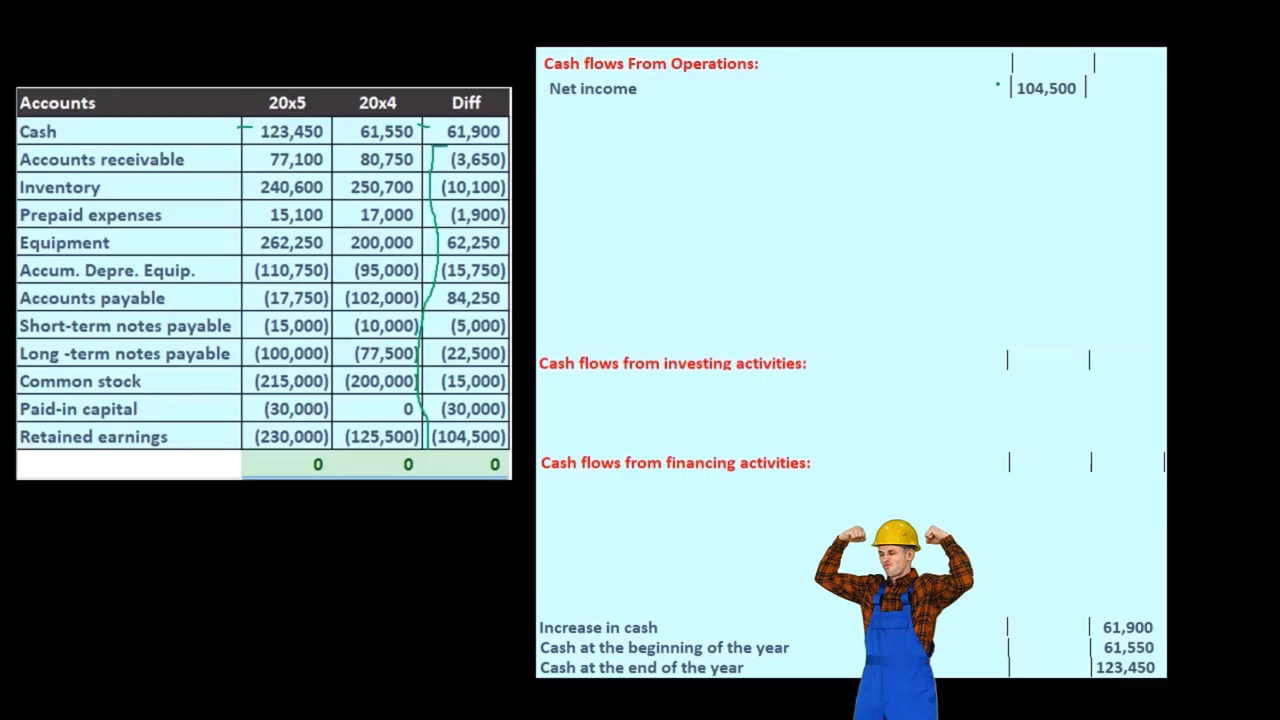 Accounts 20x5 20x4 Diff
Cash 123,450 61,550 61,900
Accounts receivable 77,100 80,750 (3,650)
Inventory 240,600 250,700 (10,100)
Prepaid expenses 15,100 17,000 (1,900)
Equipment 262,250 200,000 62,250
Accum. Depre. Equip. (110,750) (95,000) (15,750)
Accounts payable (17,750) (102,000) 84,250
Short-term notes payable (15,000) (10,000) (5,000)
Long -term notes payable (100,000) (77,500) (22,500)
Common stock (215,000) (200,000) (15,000)
Paid-in capital (30,000) 0 (30,000)
Retained earnings (230,000) (125,500) (104,500)
0 0 0
Cash flows From Operations:
Net income 104,500
Cash flows from investing activities:
Cash flows from financing activities:
Increase in cash 61,900
Cash at the beginning of the year 61,550
Cash at the end of the year 123,450